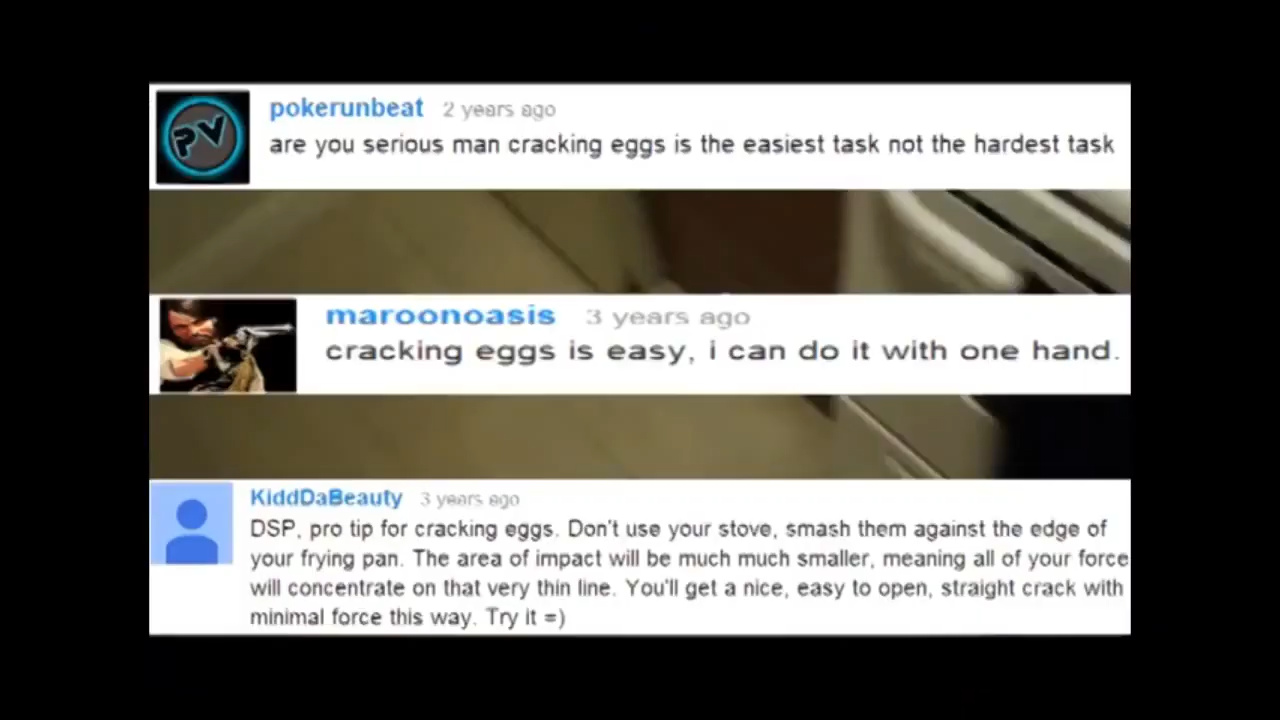 PV
pokerunbeat 2 years ago
are you serious man cracking eggs is the easiest task not the hardest task
maroonoasis 3 years ago
cracking eggs is easy, i can do it with one hand.
KiddDaBeauty 3 years ago
DSP, pro tip for cracking eggs. Don't use your stove, smash them against the edge of
your frying pan. The area of impact will be much much smaller, meaning all of your force
will concentrate on that very thin line. You'll get a nice, easy to open, straight crack with
minimal force this way. Try it =)